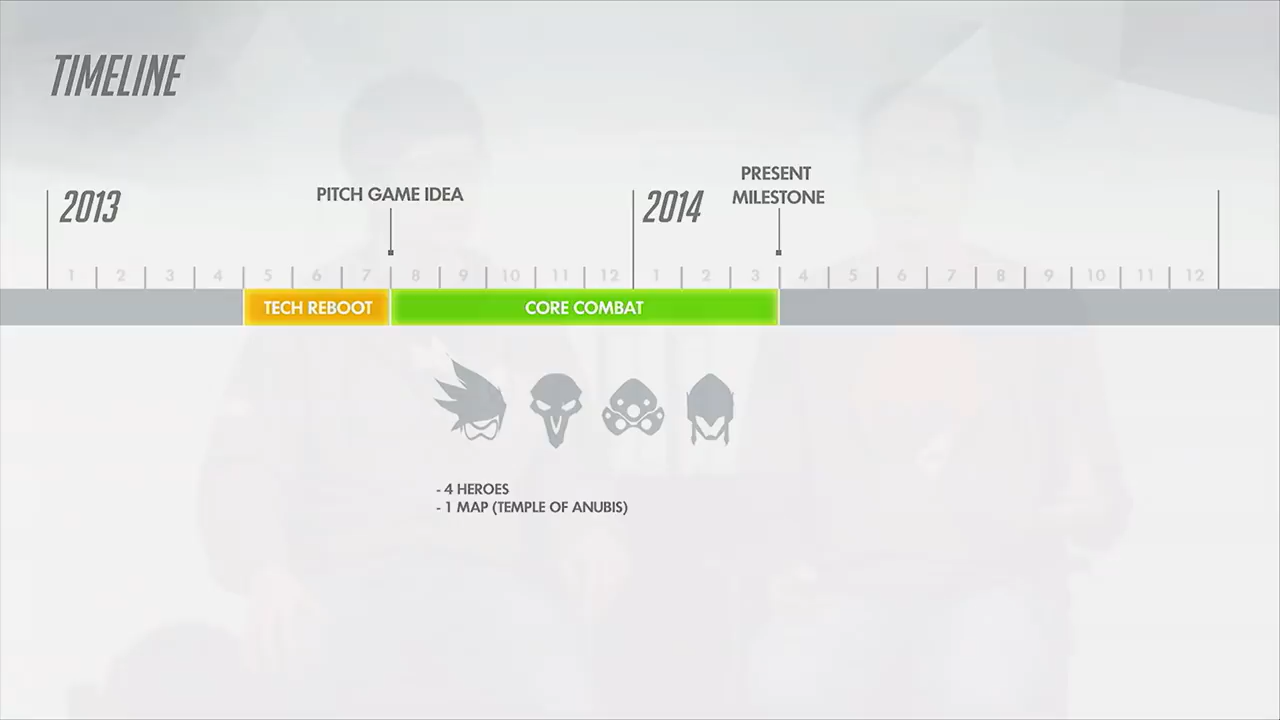 TIMELINE
2013
PITCH GAME IDEA
2014
PRESENT
MILESTONE
1 2 3 4 5 6 7 8 9 10 11 12 1 2 3 4 5 6 7 8 9 10 11 12
TECH REBOOT
CORE COMBAT
- 4 HEROES
- 1 MAP (TEMPLE OF ANUBIS)